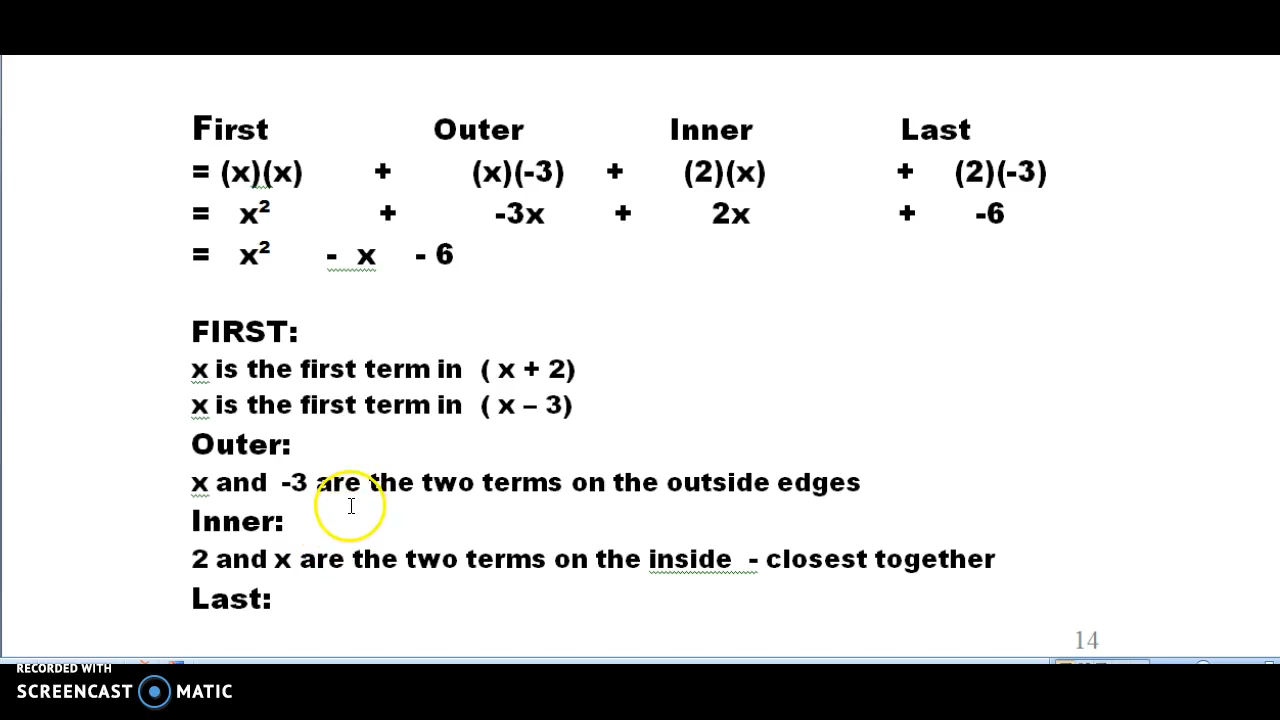 First Outer Inner Last
= (x)(x) + (x)(-3) + (2)(x) + (2)(-3)
= x² + -3x + 2x + -6
= x² - x - 6
FIRST:
x is the first term in ( x + 2)
x is the first term in ( x – 3)
Outer:
x and -3 are the two terms on the outside edges
Inner:
2 and x are the two terms on the inside - closest together
Last:
14
RECORDED WITH
SCREENCAST MATIC